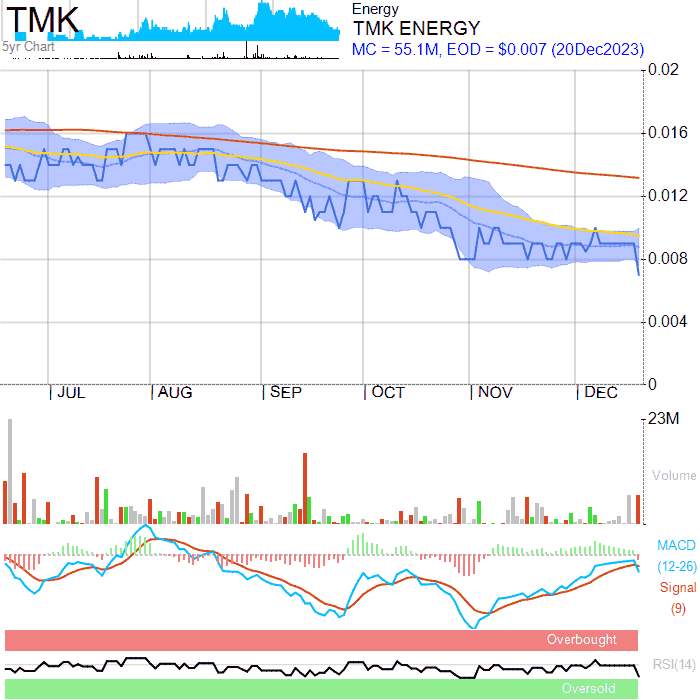 TMK
5yr Chart
Energy
TMK ENERGY
MC = 55.1M, EOD = $0.007 (20Dec2023)
0.02
0.016
0.012
0.008
0.004
0
JUL AUG SEP OCT NOV DEC
23M
Volume
MACD
(12-26)
Signal
(9)
Overbought
RSI(14)
Oversold